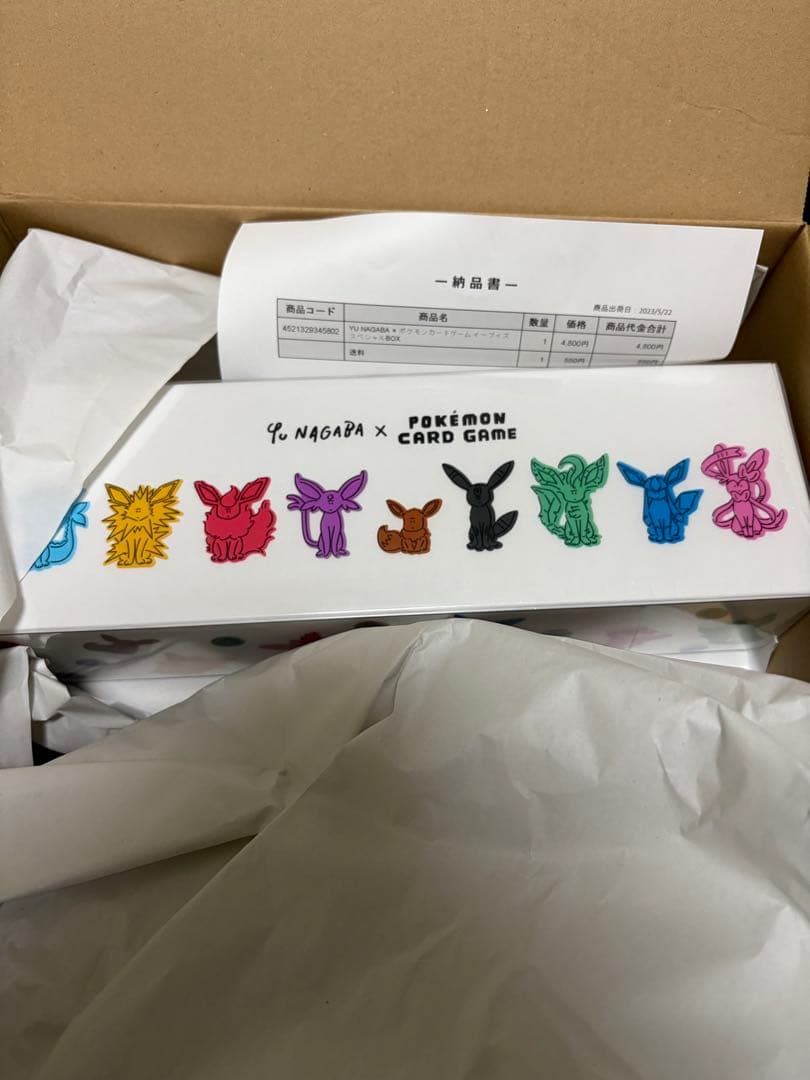 ー納品書ー
商品出荷日:2023/5/22
商品コード 商品名 数量 価格 商品代金合計
4521329345802 YU NAGABA × ポケモンカードゲーム イーブイズ 1 4,800円 4,800円
スペシャルBOX
送料 1 550円
YU NAGABA × POKÉMON
CARD GAME